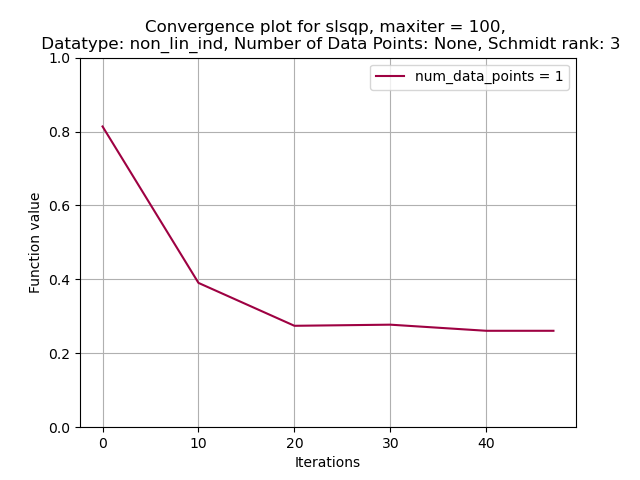 Convergence plot for slsqp, maxiter = 100,
Datatype: non_lin_ind, Number of Data Points: None, Schmidt rank: 3
num_data_points = 1
1.0
0.8
0.6
0.4
0.2
0.0
Function value
0 10 20 30 40
Iterations